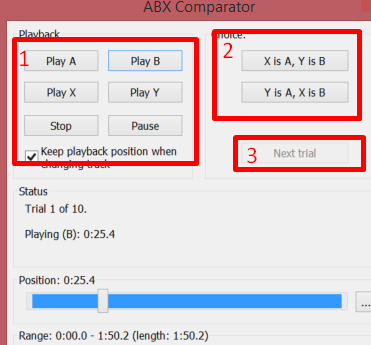 ABX Comparator
Playback
Choice:
1
Play A
Play B
2
X is A, Y is B
Play X
Play Y
Y is A, X is B
Stop
Pause
Keep playback position when
changing track
3
Next trial
Status
Trial 1 of 10.
Playing (B): 0:25.4
Position: 0:25.4
...
Range: 0:00.0 - 1:50.2 (length: 1:50.2)